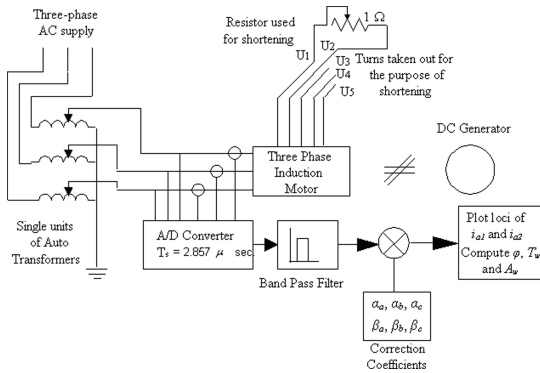 Three-phase
AC supply
Resistor used
for shortening
1 Ω
U1
U2
U3
U4
U5
Turns taken out for
the purpose of
shortening
DC Generator
Three Phase
Induction
Motor
Single units
of Auto
Transformers
A/D Converter
Ts = 2.857 μ sec.
Band Pass Filter
Plot loci of
ia1 and ia2
Compute φ, Tw
and Aw
αa, αb, αc
βa, βb, βc
Correction
Coefficients